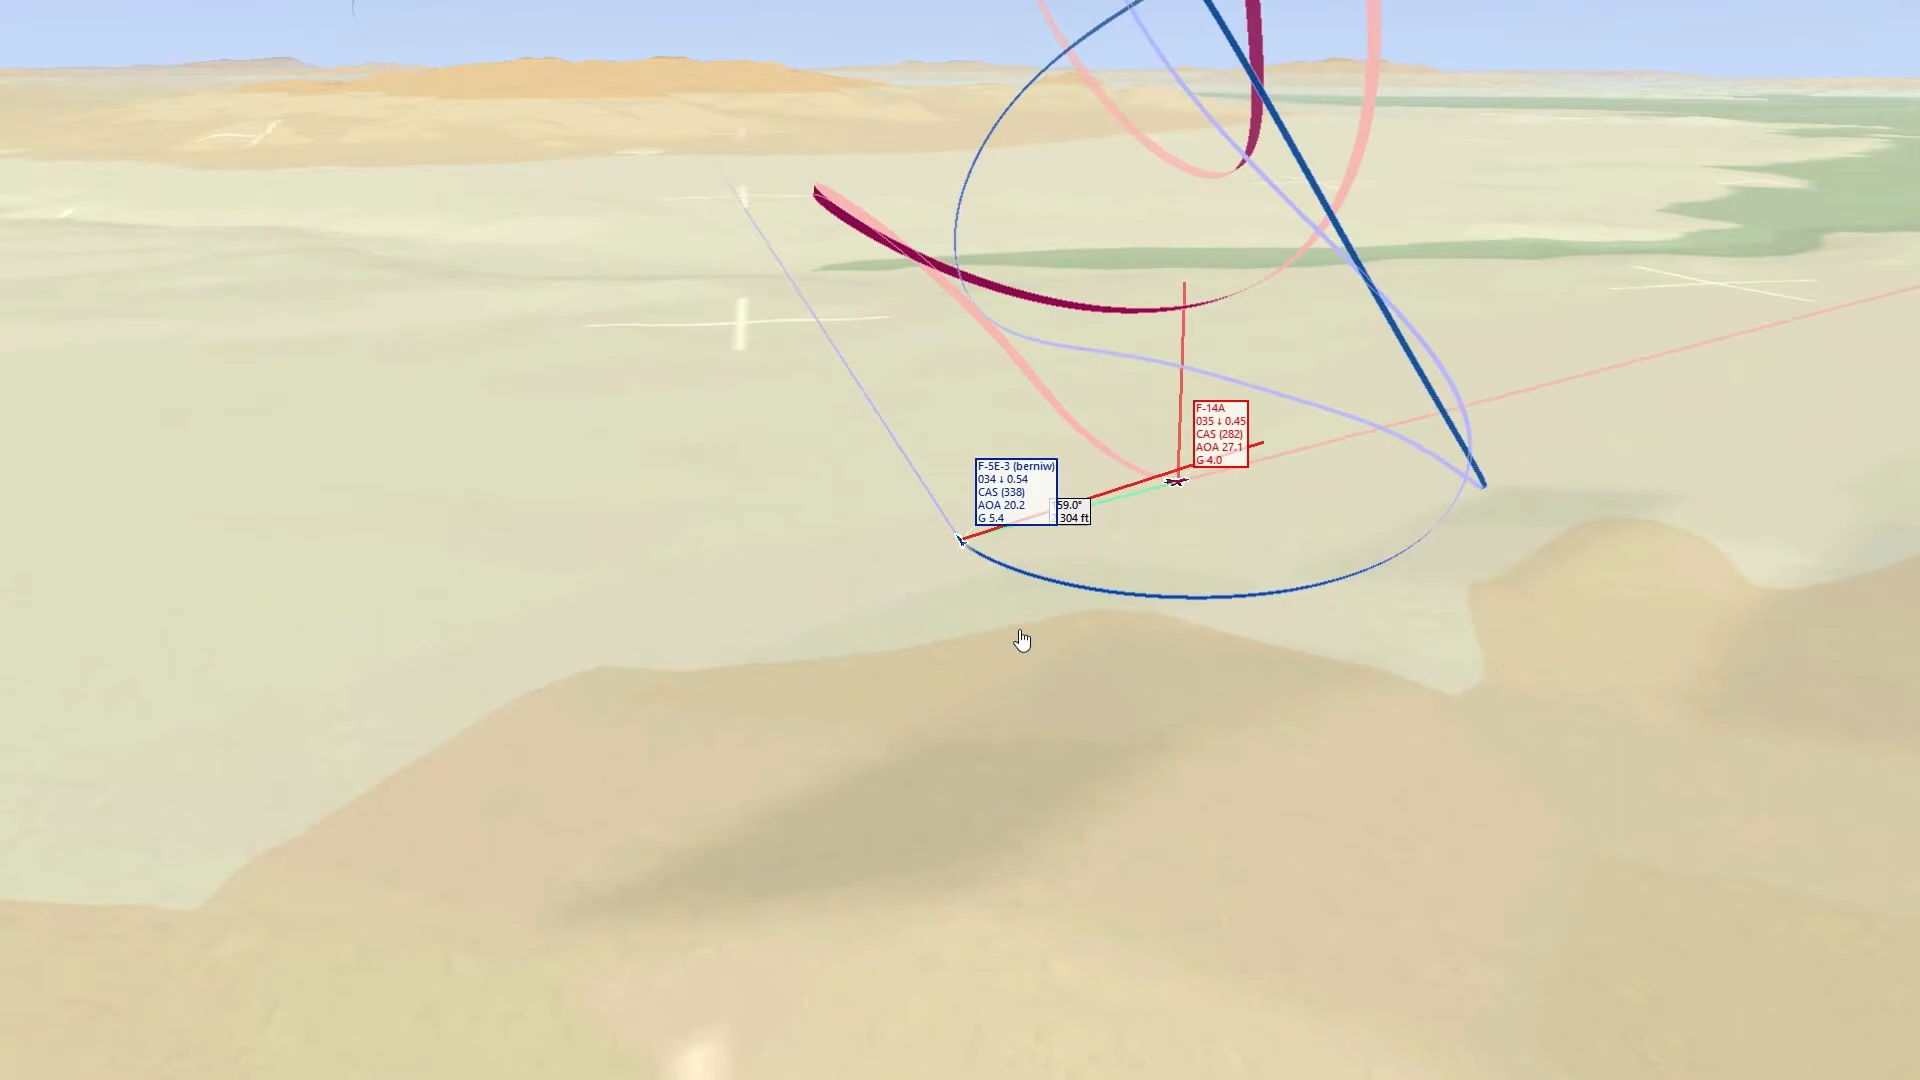 F-14A
035 ↓ 0.45
CAS (282)
AOA 27.1
G 4.0
F-5E-3 (berniw)
034 ↓ 0.54
CAS (338)
AOA 20.2
G 5.4
59.0°
304 ft